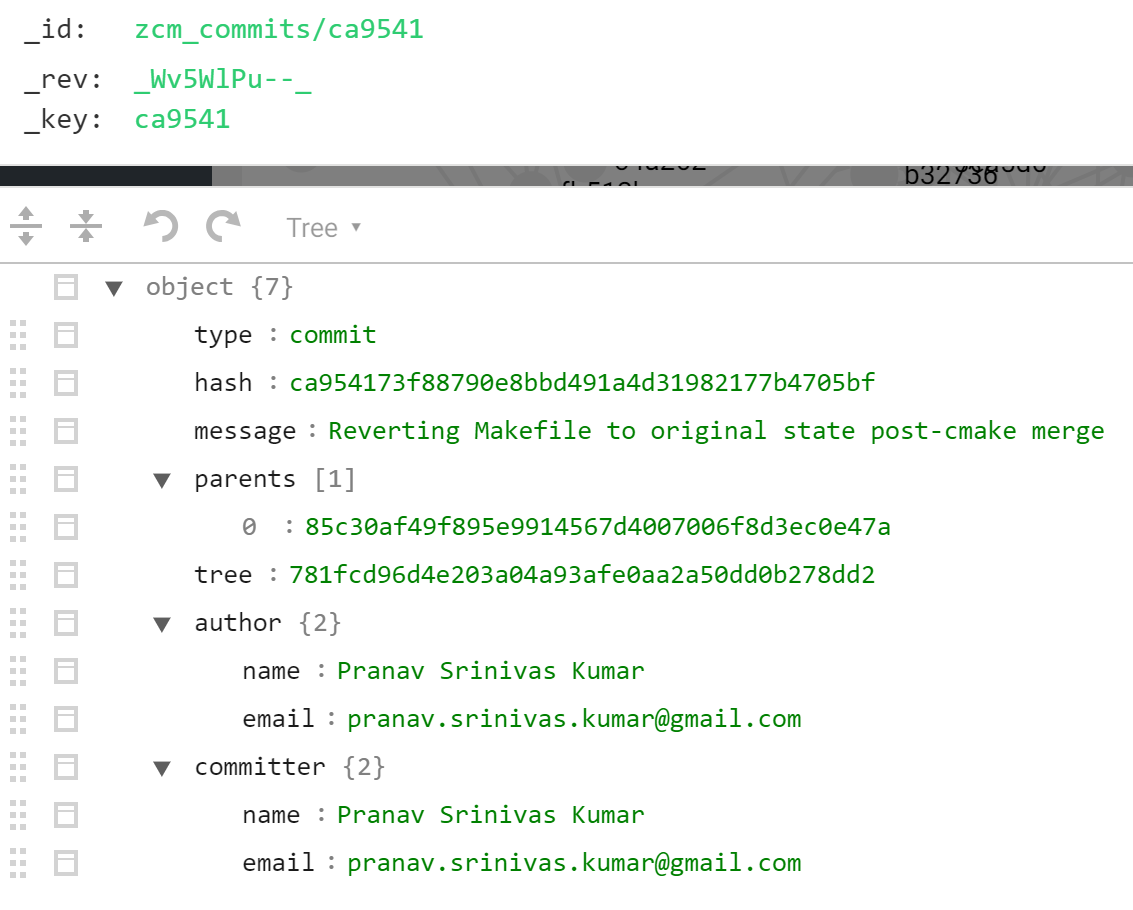 _id: zcm_commits/ca9541
_rev: _Wv5WlPu--_
_key: ca9541
b32736
Tree ▾
▼ object {7}
type : commit
hash : ca954173f88790e8bbd491a4d31982177b4705bf
message : Reverting Makefile to original state post-cmake merge
▼ parents [1]
0 : 85c30af49f895e9914567d4007006f8d3ec0e47a
tree : 781fcd96d4e203a04a93afe0aa2a50dd0b278dd2
▼ author {2}
name : Pranav Srinivas Kumar
email : pranav.srinivas.kumar@gmail.com
▼ committer {2}
name : Pranav Srinivas Kumar
email : pranav.srinivas.kumar@gmail.com